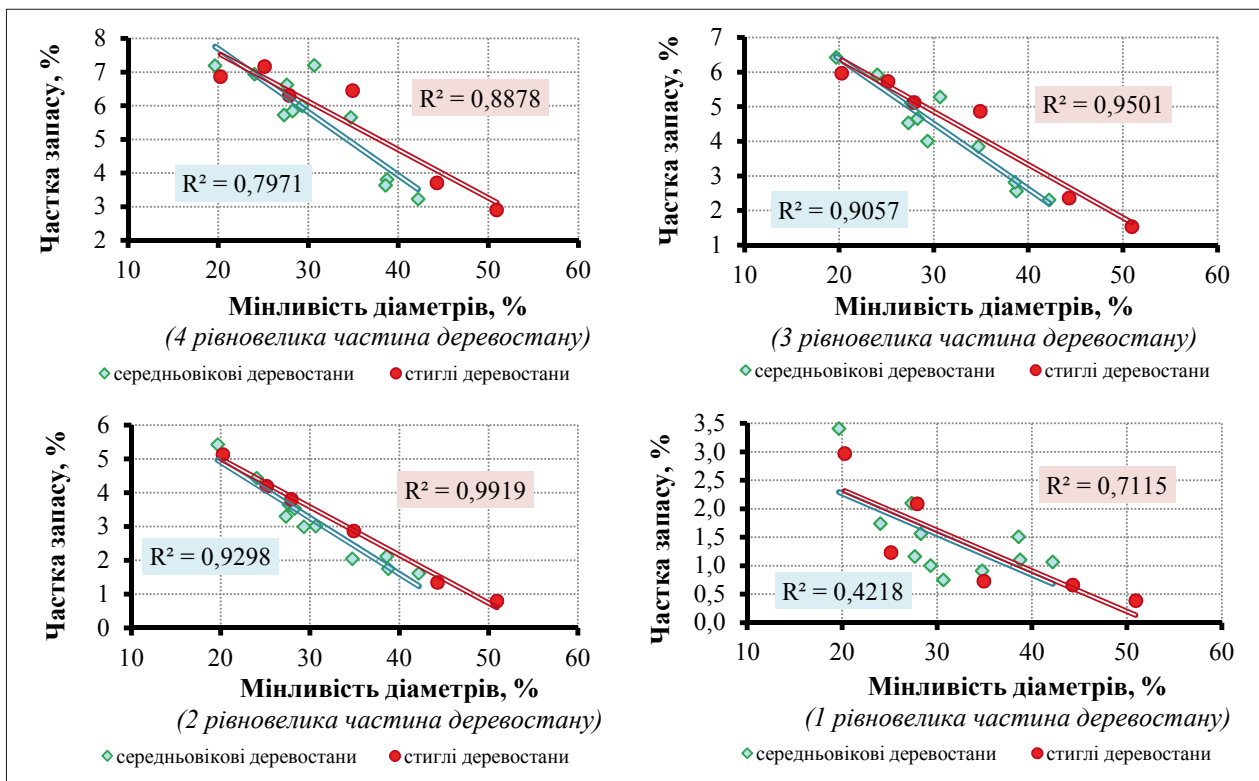 Частка запасу, %
8
7
6
5
4
3
2
R² = 0,8878
R² = 0,7971
10 20 30 40 50 60
Мінливість діаметрів, %
(4 рівновелика частина деревостану)
середньовікові деревостани стиглі деревостани
Частка запасу, %
7
6
5
4
3
2
1
R² = 0,9501
R² = 0,9057
10 20 30 40 50 60
Мінливість діаметрів, %
(3 рівновелика частина деревостану)
середньовікові деревостани стиглі деревостани
Частка запасу, %
6
5
4
3
2
1
0
R² = 0,9919
R² = 0,9298
10 20 30 40 50 60
Мінливість діаметрів, %
(2 рівновелика частина деревостану)
середньовікові деревостани стиглі деревостани
Частка запасу, %
3,5
3,0
2,5
2,0
1,5
1,0
0,5
0,0
R² = 0,7115
R² = 0,4218
10 20 30 40 50 60
Мінливість діаметрів, %
(1 рівновелика частина деревостану)
середньовікові деревостани стиглі деревостани